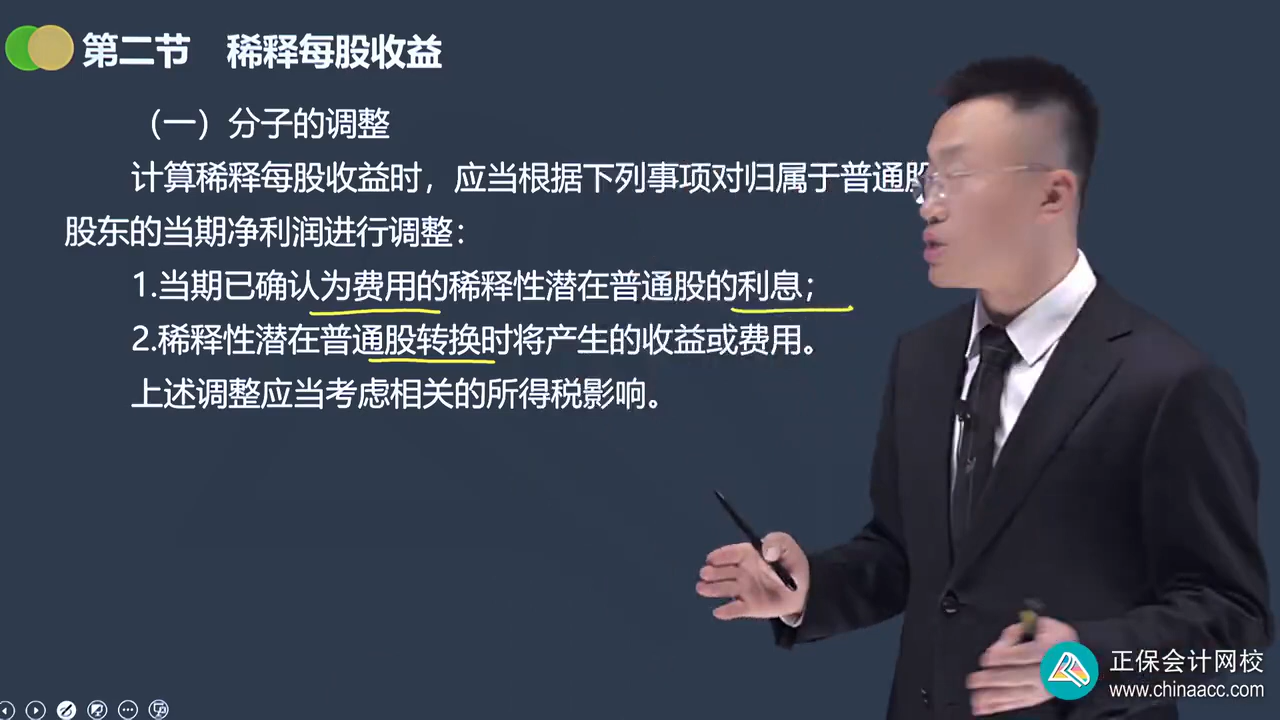 第二节 稀释每股收益
（一）分子的调整
计算稀释每股收益时，应当根据下列事项对归属于普通股
股东的当期净利润进行调整：
1.当期已确认为费用的稀释性潜在普通股的利息；
2.稀释性潜在普通股转换时将产生的收益或费用。
上述调整应当考虑相关的所得税影响。
正保会计网校
www.chinaacc.com